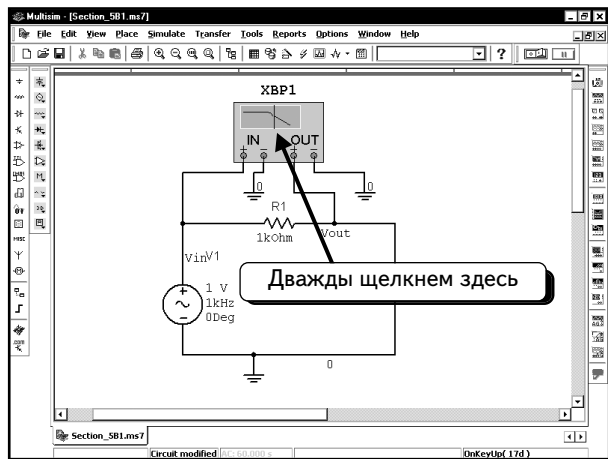 Multisim - [Section_5B1.ms7]
File Edit View Place Simulate Transfer Tools Reports Options Window Help
?
XBP1
IN OUT
+ - + -
0 0
R1
1kOhm
Vout
Vin V1
Дважды щелкнем здесь
1 V
1kHz
0Deg
0
MISC
Section_5B1.ms7
Circuit modified AC: 60.000 s OnKeyUp( 17d )